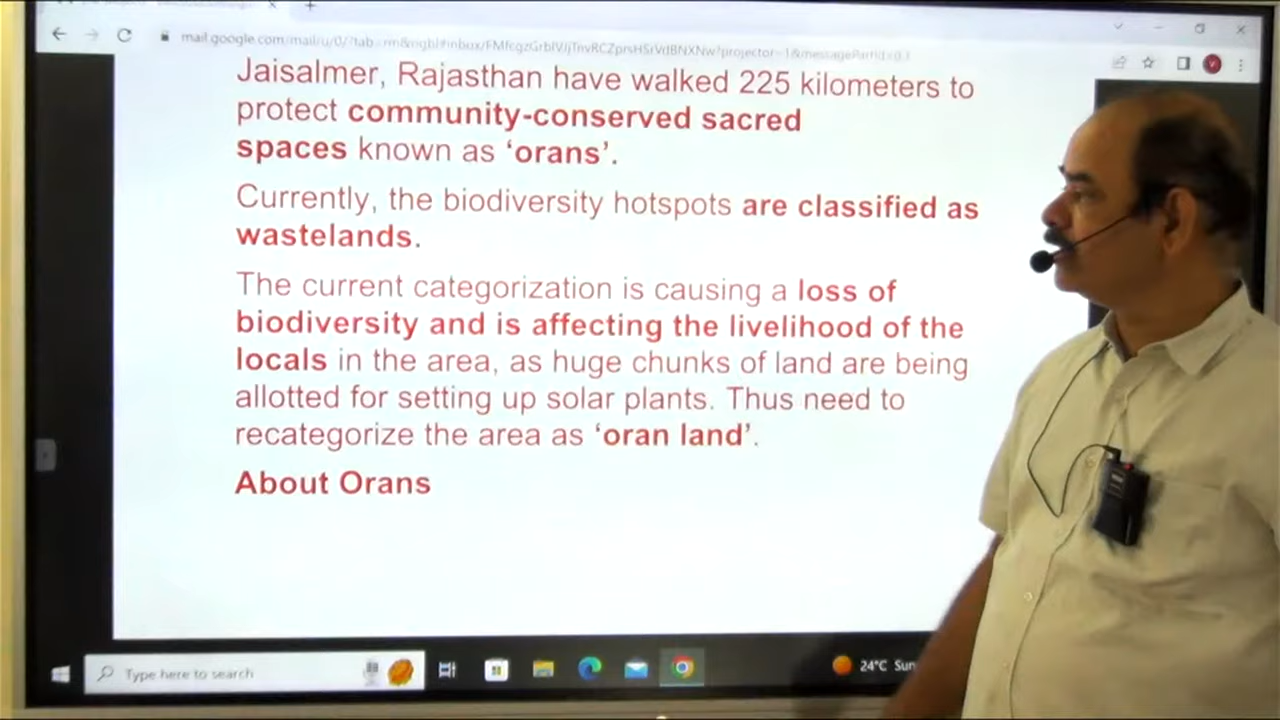 Jaisalmer, Rajasthan have walked 225 kilometers to
protect community-conserved sacred
spaces known as ‘orans’.
Currently, the biodiversity hotspots are classified as
wastelands.
The current categorization is causing a loss of
biodiversity and is affecting the livelihood of the
locals in the area, as huge chunks of land are being
allotted for setting up solar plants. Thus need to
recategorize the area as ‘oran land’.
About Orans
Type here to search
24°C Sun